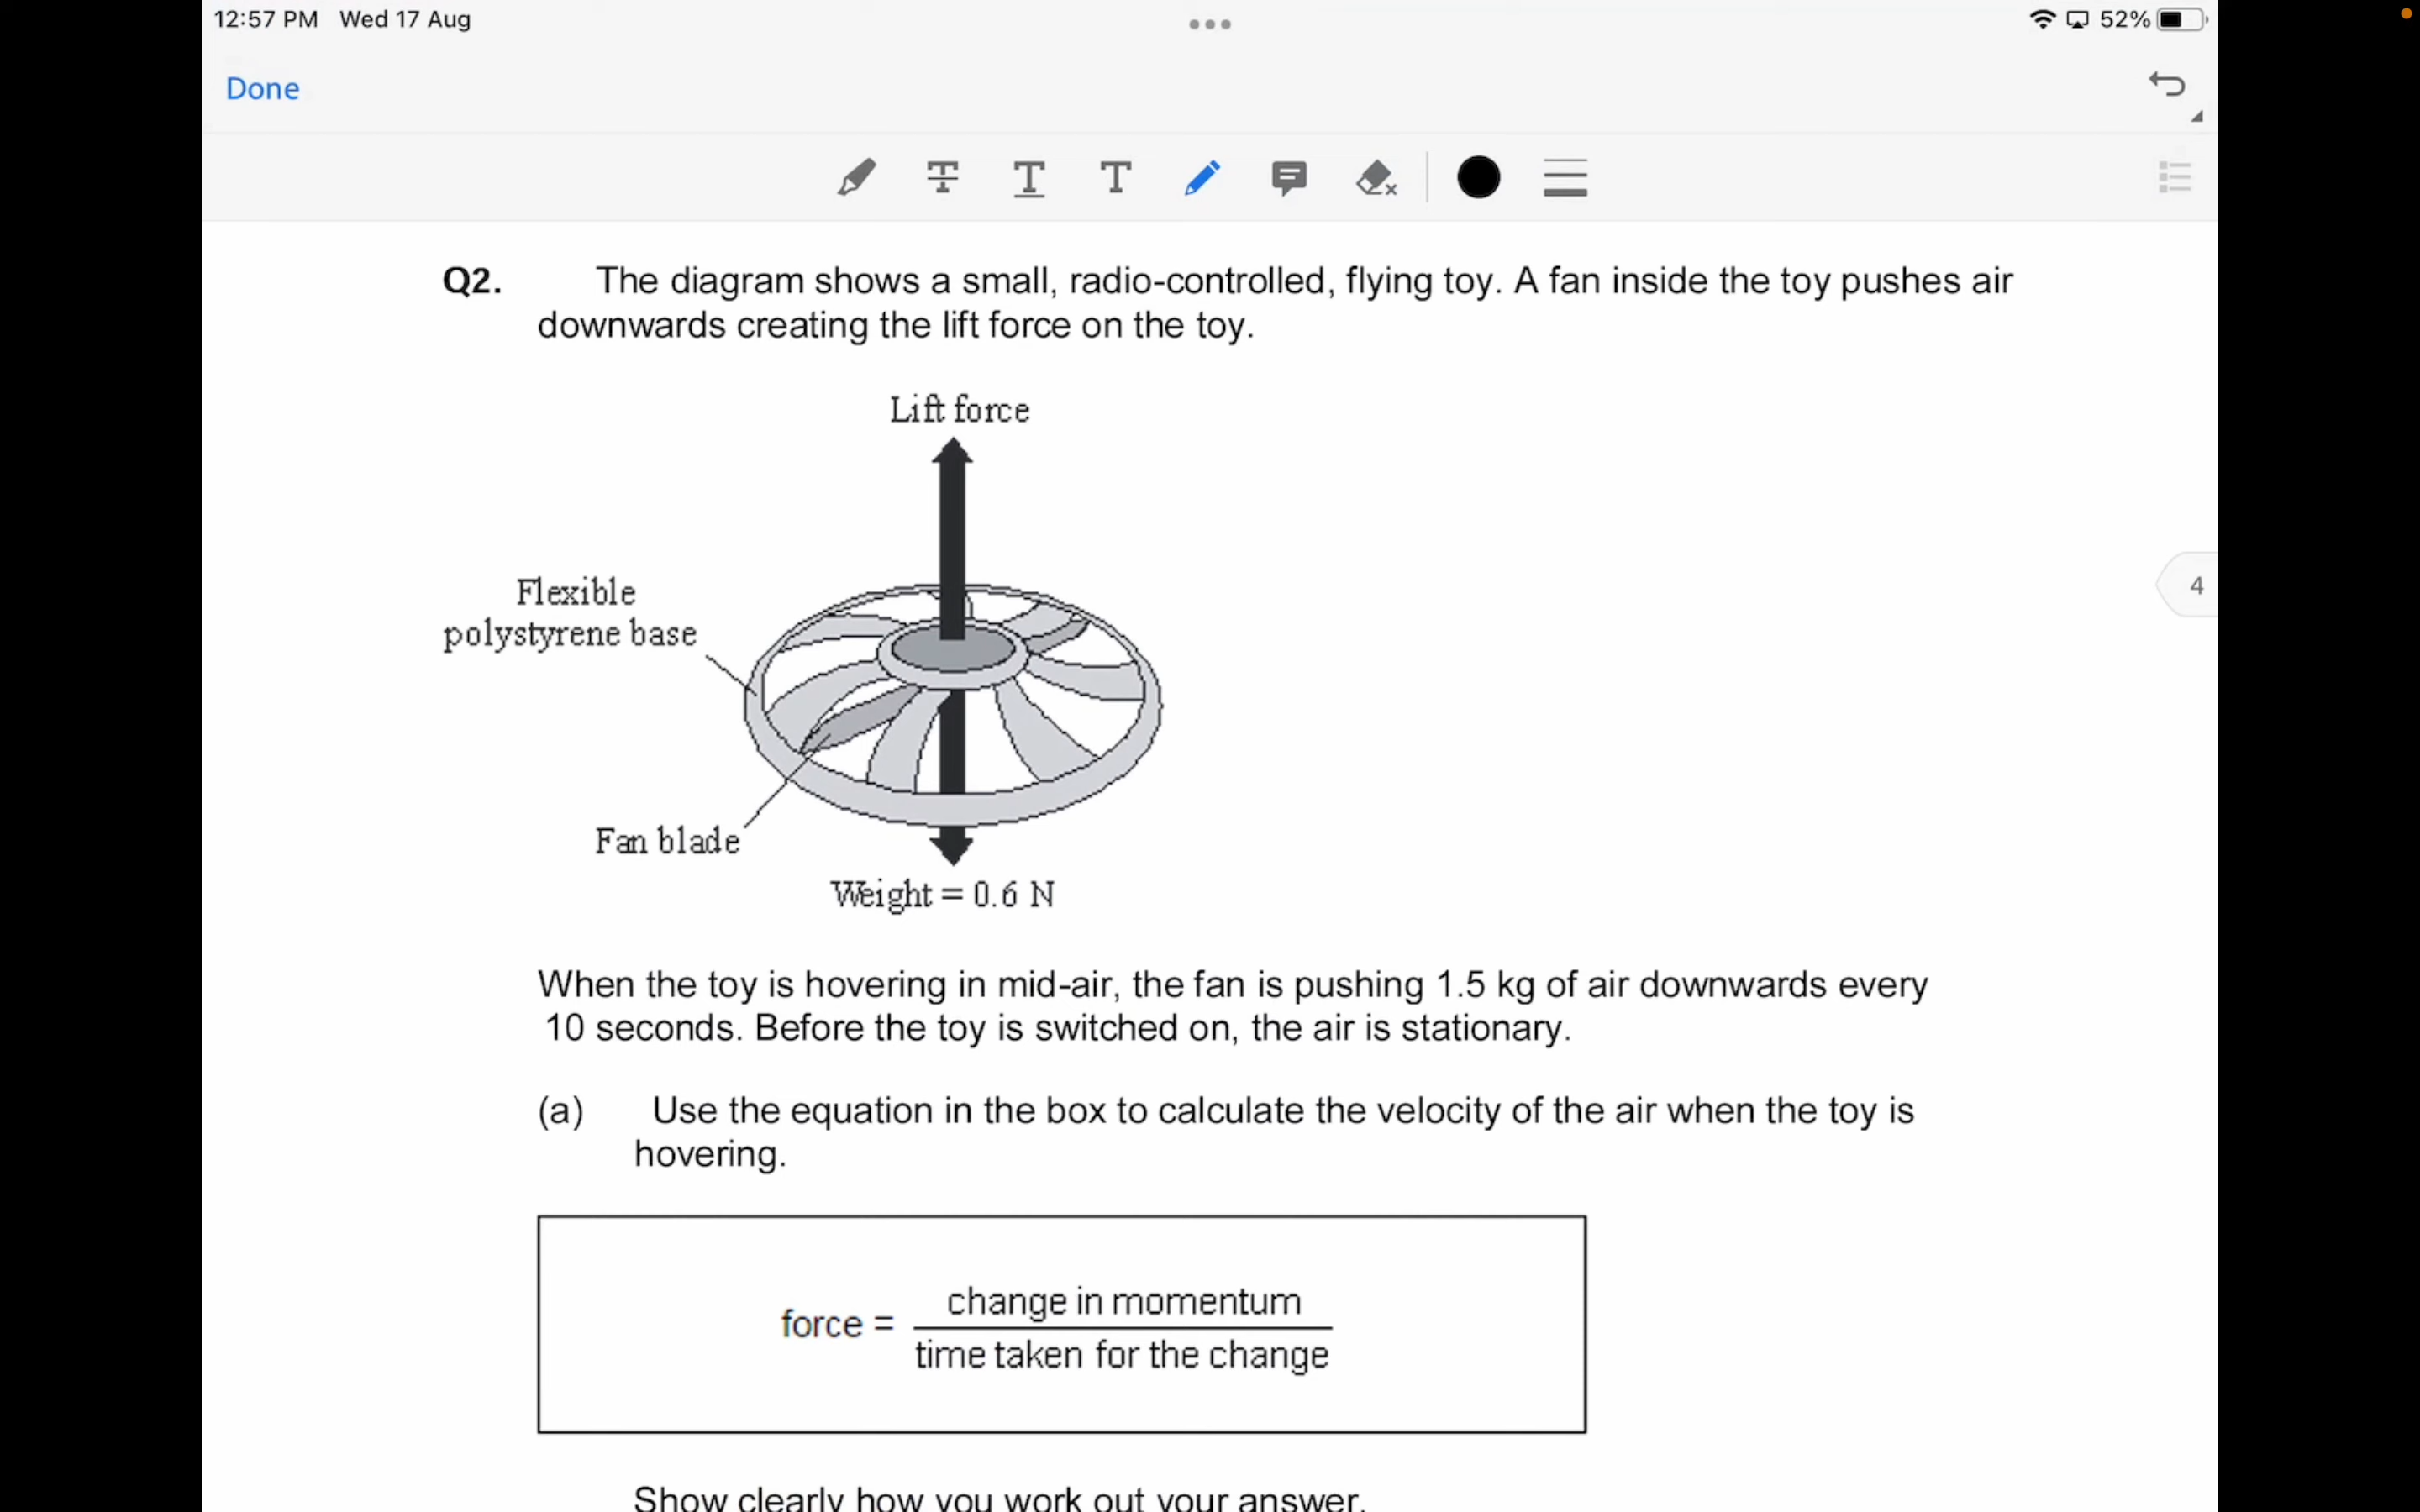 12:57 PM Wed 17 Aug
52%
Done
Q2. The diagram shows a small, radio-controlled, flying toy. A fan inside the toy pushes air
downwards creating the lift force on the toy.
Lift force
Flexible
polystyrene base
4
Fan blade
Weight = 0.6 N
When the toy is hovering in mid-air, the fan is pushing 1.5 kg of air downwards every
10 seconds. Before the toy is switched on, the air is stationary.
(a) Use the equation in the box to calculate the velocity of the air when the toy is
hovering.
force = change in momentum
time taken for the change
Show clearly how you work out your answer.